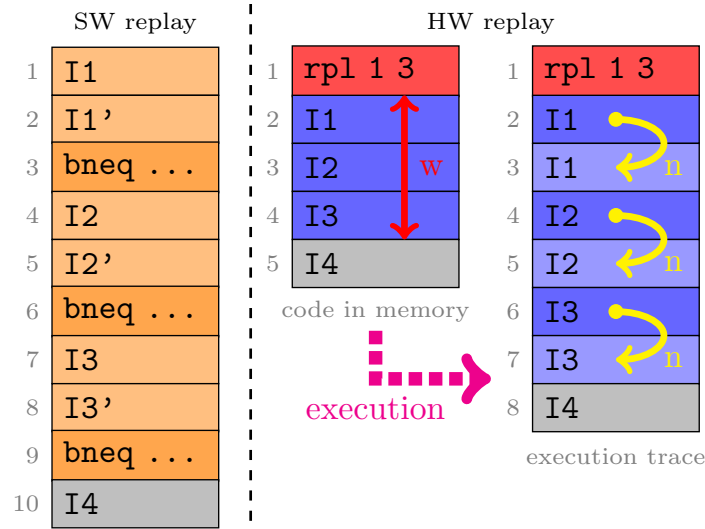 SW replay
1 I1
2 I1’
3 bneq ...
4 I2
5 I2’
6 bneq ...
7 I3
8 I3’
9 bneq ...
10 I4
HW replay
1 rpl 1 3
2 I1
3 I2
4 I3
5 I4
w
code in memory
execution
1 rpl 1 3
2 I1
3 I1
n
4 I2
5 I2
n
6 I3
7 I3
n
8 I4
execution trace